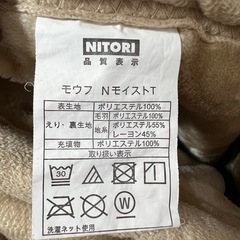 NITORI
品質表示
モウフ NモイストT
表生地 ポリエステル100%
えり・裏生地 毛羽 ポリエステル100%
地糸 ポリエステル55%
レーヨン45%
充填物 ポリエステル100%
取り扱い表示
30
W
洗濯ネット使用